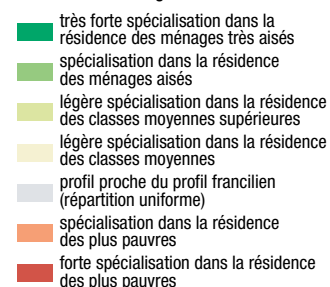 très forte spécialisation dans la
résidence des ménages très aisés
spécialisation dans la résidence
des ménages aisés
légère spécialisation dans la résidence
des classes moyennes supérieures
légère spécialisation dans la résidence
des classes moyennes
profil proche du profil francilien
(répartition uniforme)
spécialisation dans la résidence
des plus pauvres
forte spécialisation dans la résidence
des plus pauvres